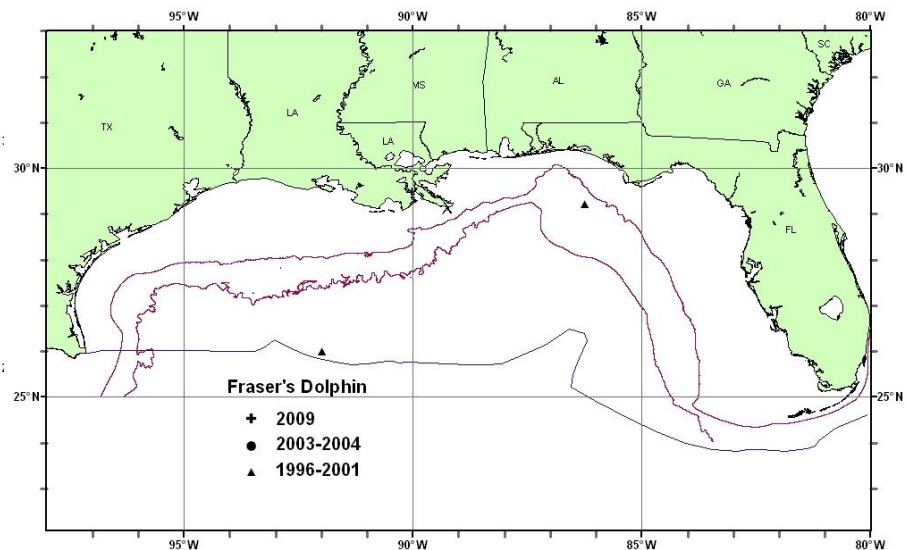 95°W 90°W 85°W 80°W
SC
MS AL GA
TX LA
LA
30°N 30°N
FL
25°N 25°N
Fraser's Dolphin
2009
2003-2004
1996-2001
95°W 90°W 85°W 80°W